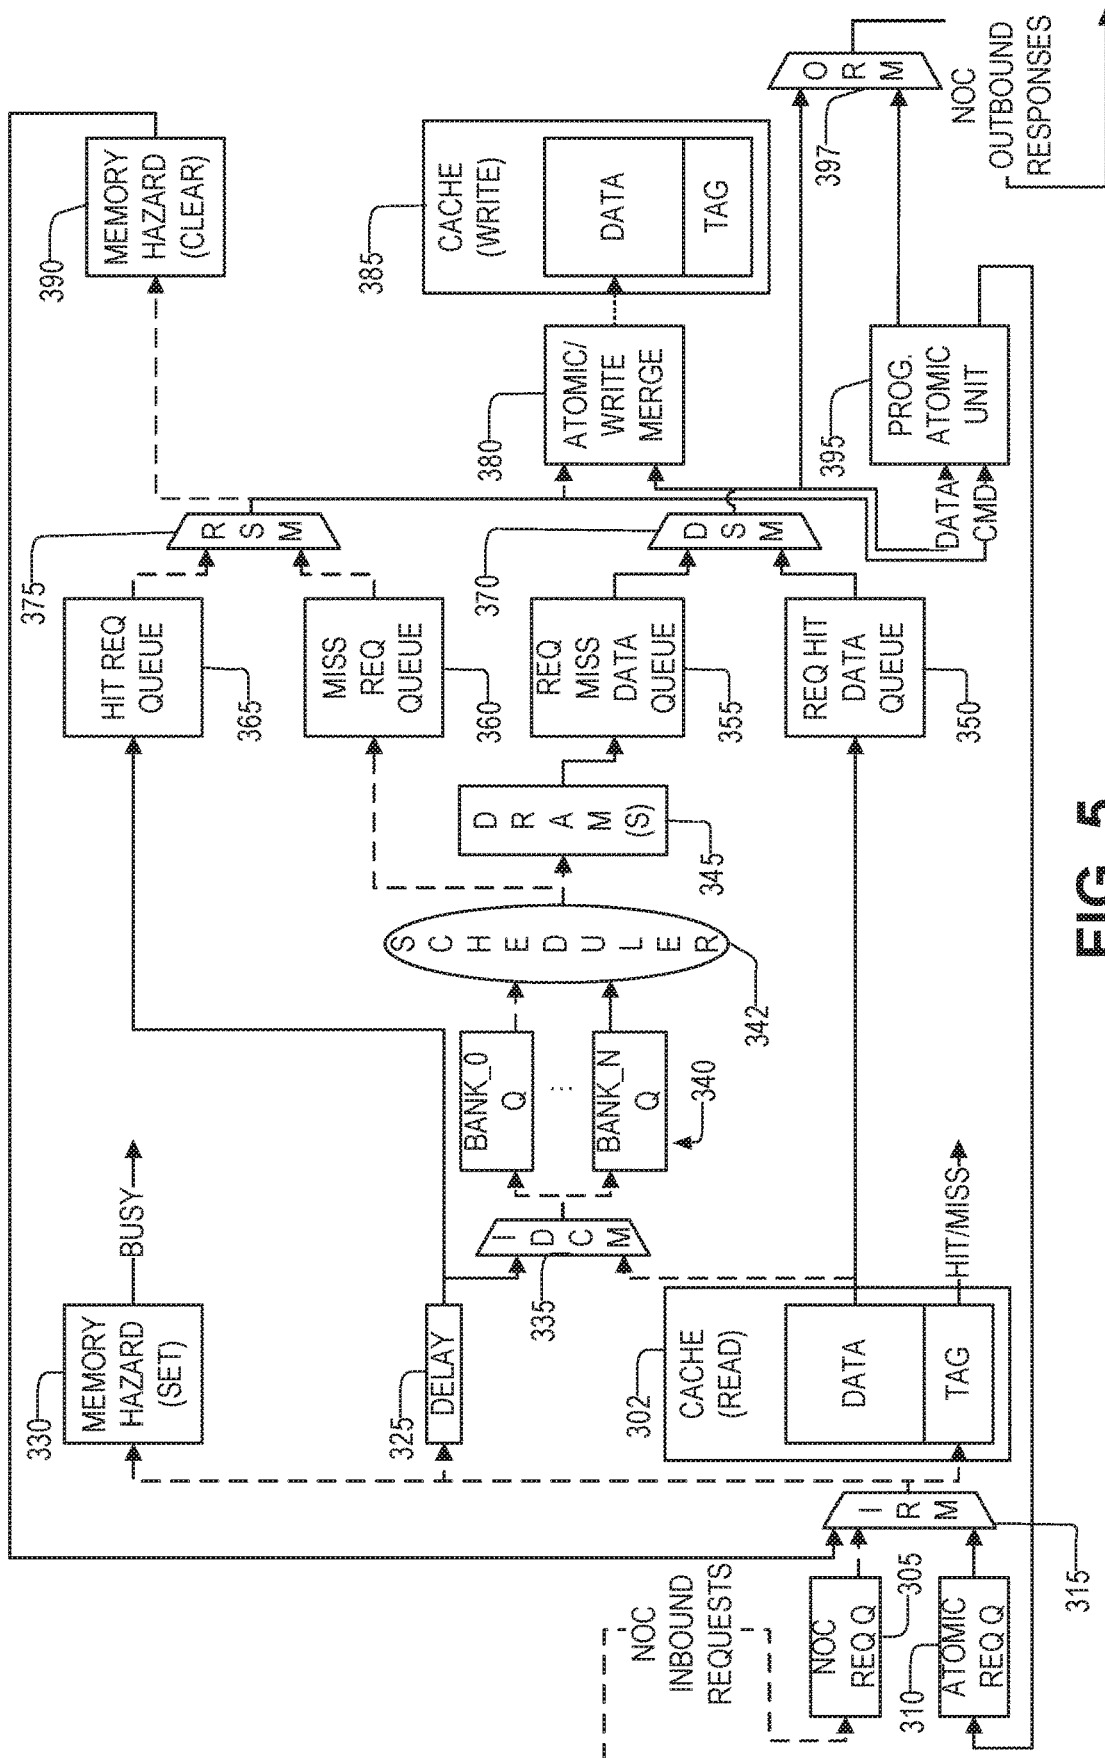 330
MEMORY
HAZARD
(SET)
BUSY
325
DELAY
302
CACHE
(READ)
DATA
TAG
HIT/MISS
NOC
INBOUND
REQUESTS
NOC
REQ Q
305
310
ATOMIC
REQ Q
I
R
M
315
I
D
C
M
335
BANK_0
Q
...
BANK_N
Q
340
S
C
H
E
D
U
L
E
R
342
D
R
A
M
(S)
345
HIT REQ
QUEUE
365
MISS
REQ
QUEUE
360
REQ
MISS
DATA
QUEUE
355
REQ HIT
DATA
QUEUE
350
375
R
S
M
370
D
S
M
DATA
CMD
390
MEMORY
HAZARD
(CLEAR)
380
ATOMIC/
WRITE
MERGE
385
CACHE
(WRITE)
DATA
TAG
395
PROG.
ATOMIC
UNIT
O
R
M
397
NOC
OUTBOUND
RESPONSES
FIG. 5